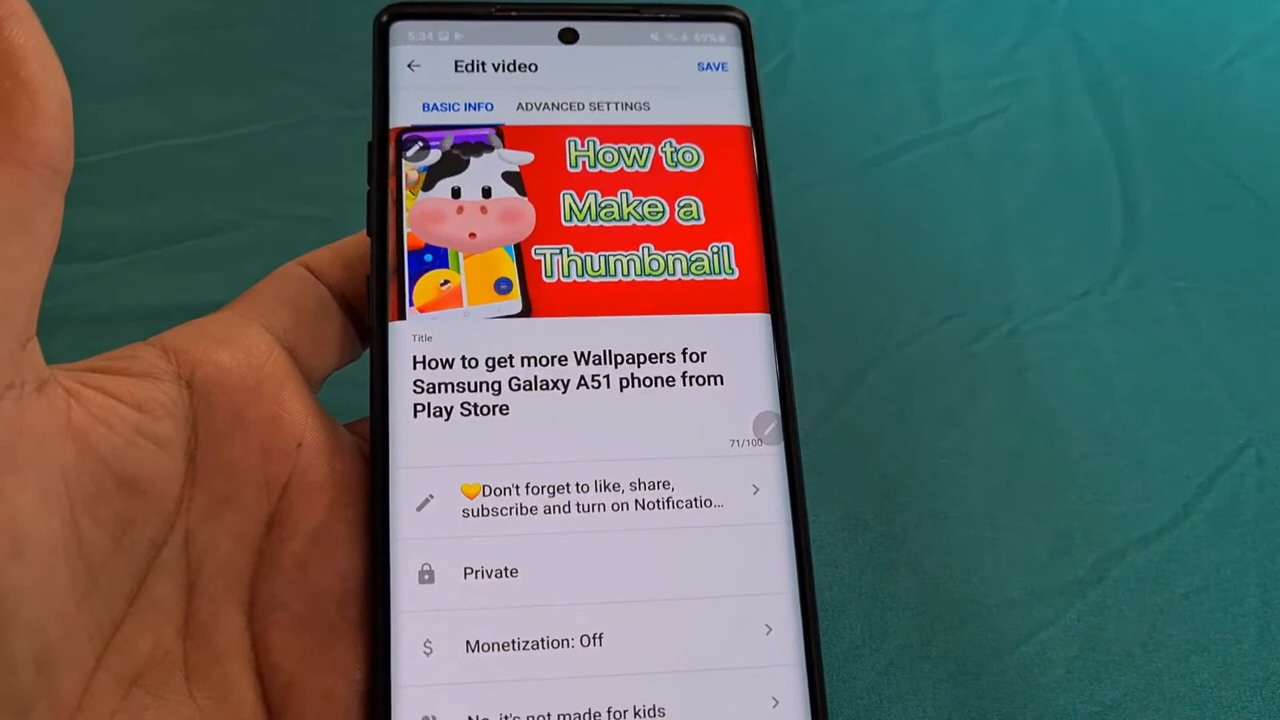 5:34
69%
Edit video
SAVE
BASIC INFO
ADVANCED SETTINGS
How to
Make a
Thumbnail
Title
How to get more Wallpapers for
Samsung Galaxy A51 phone from
Play Store
71/100
💛Don't forget to like, share,
subscribe and turn on Notificatio...
Private
$
Monetization: Off
No, it's not made for kids